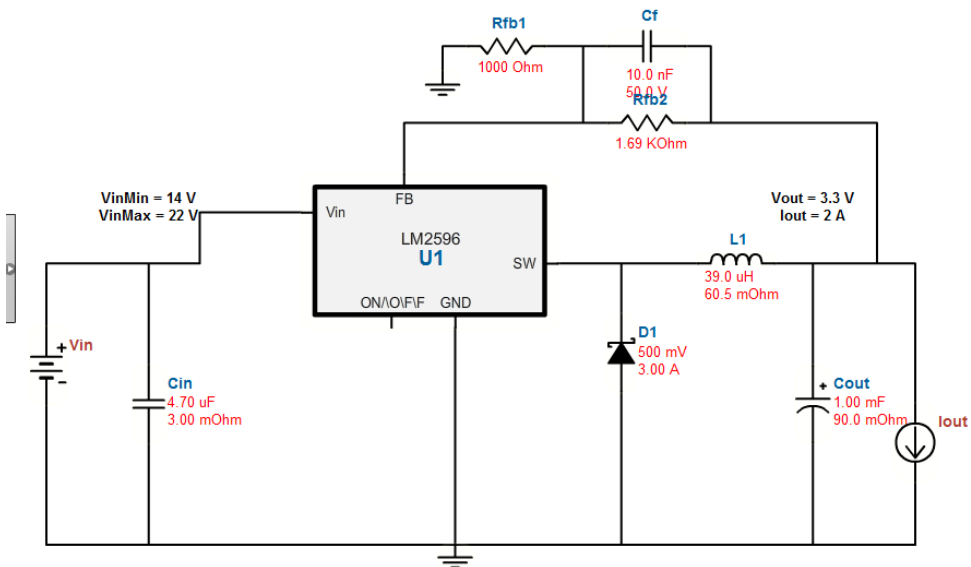 Rfb1
1000 Ohm
Cf
10.0 nF
50.0 V
Rfb2
1.69 KOhm
VinMin = 14 V
VinMax = 22 V
Vin
FB
LM2596
U1
SW
ON/\O\F\F
GND
Vout = 3.3 V
Iout = 2 A
L1
39.0 uH
60.5 mOhm
+ Vin
-
Cin
4.70 uF
3.00 mOhm
D1
500 mV
3.00 A
+ Cout
1.00 mF
90.0 mOhm
Iout